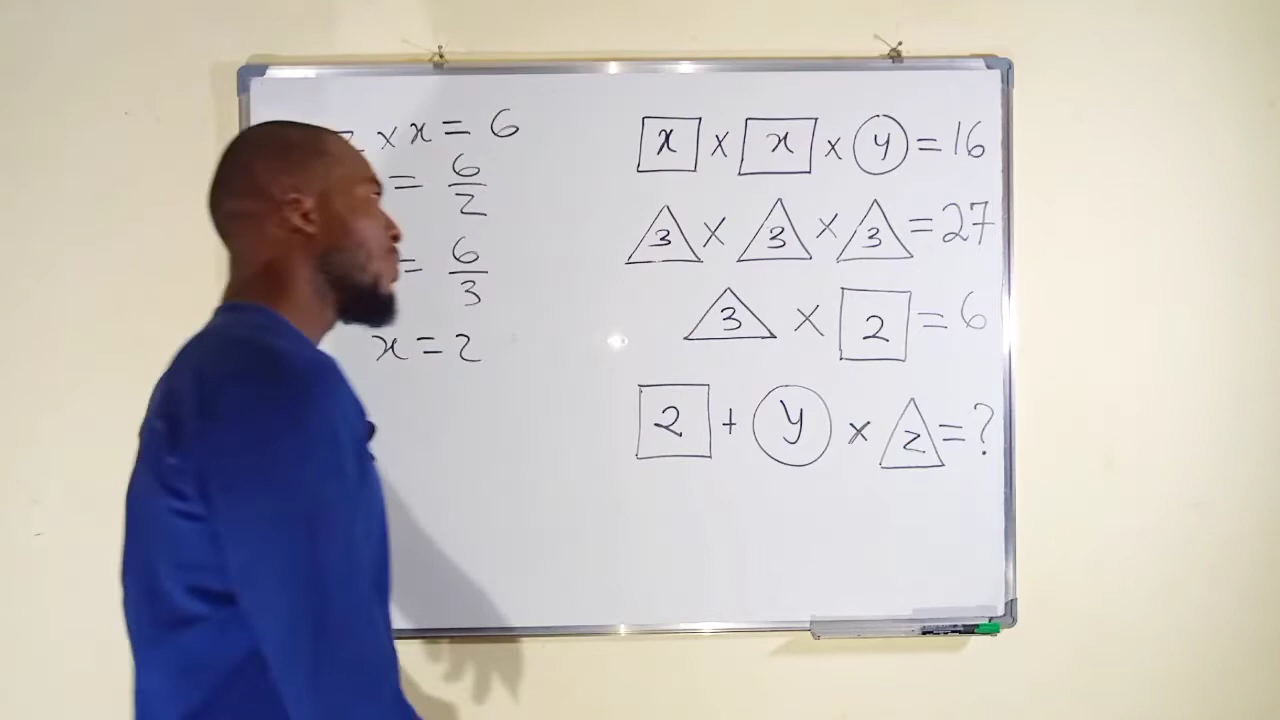 z × x = 6
= 6/2
= 6/3
x = 2
x × x × y = 16
3 × 3 × 3 = 27
3 × 2 = 6
2 + y × z = ?